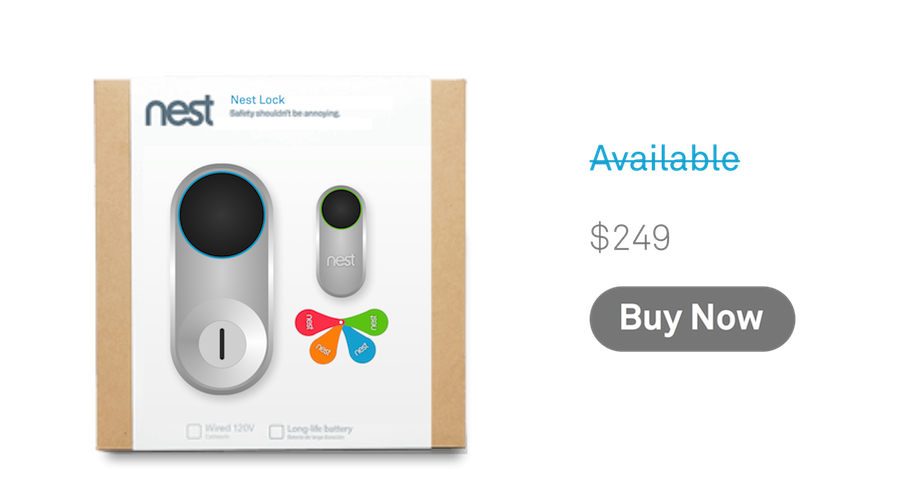 nest
Nest Lock
Safety shouldn't be annoying.
nest
nest
nest
nest
nest
Wired 120V
Long-life battery
Available
$249
Buy Now